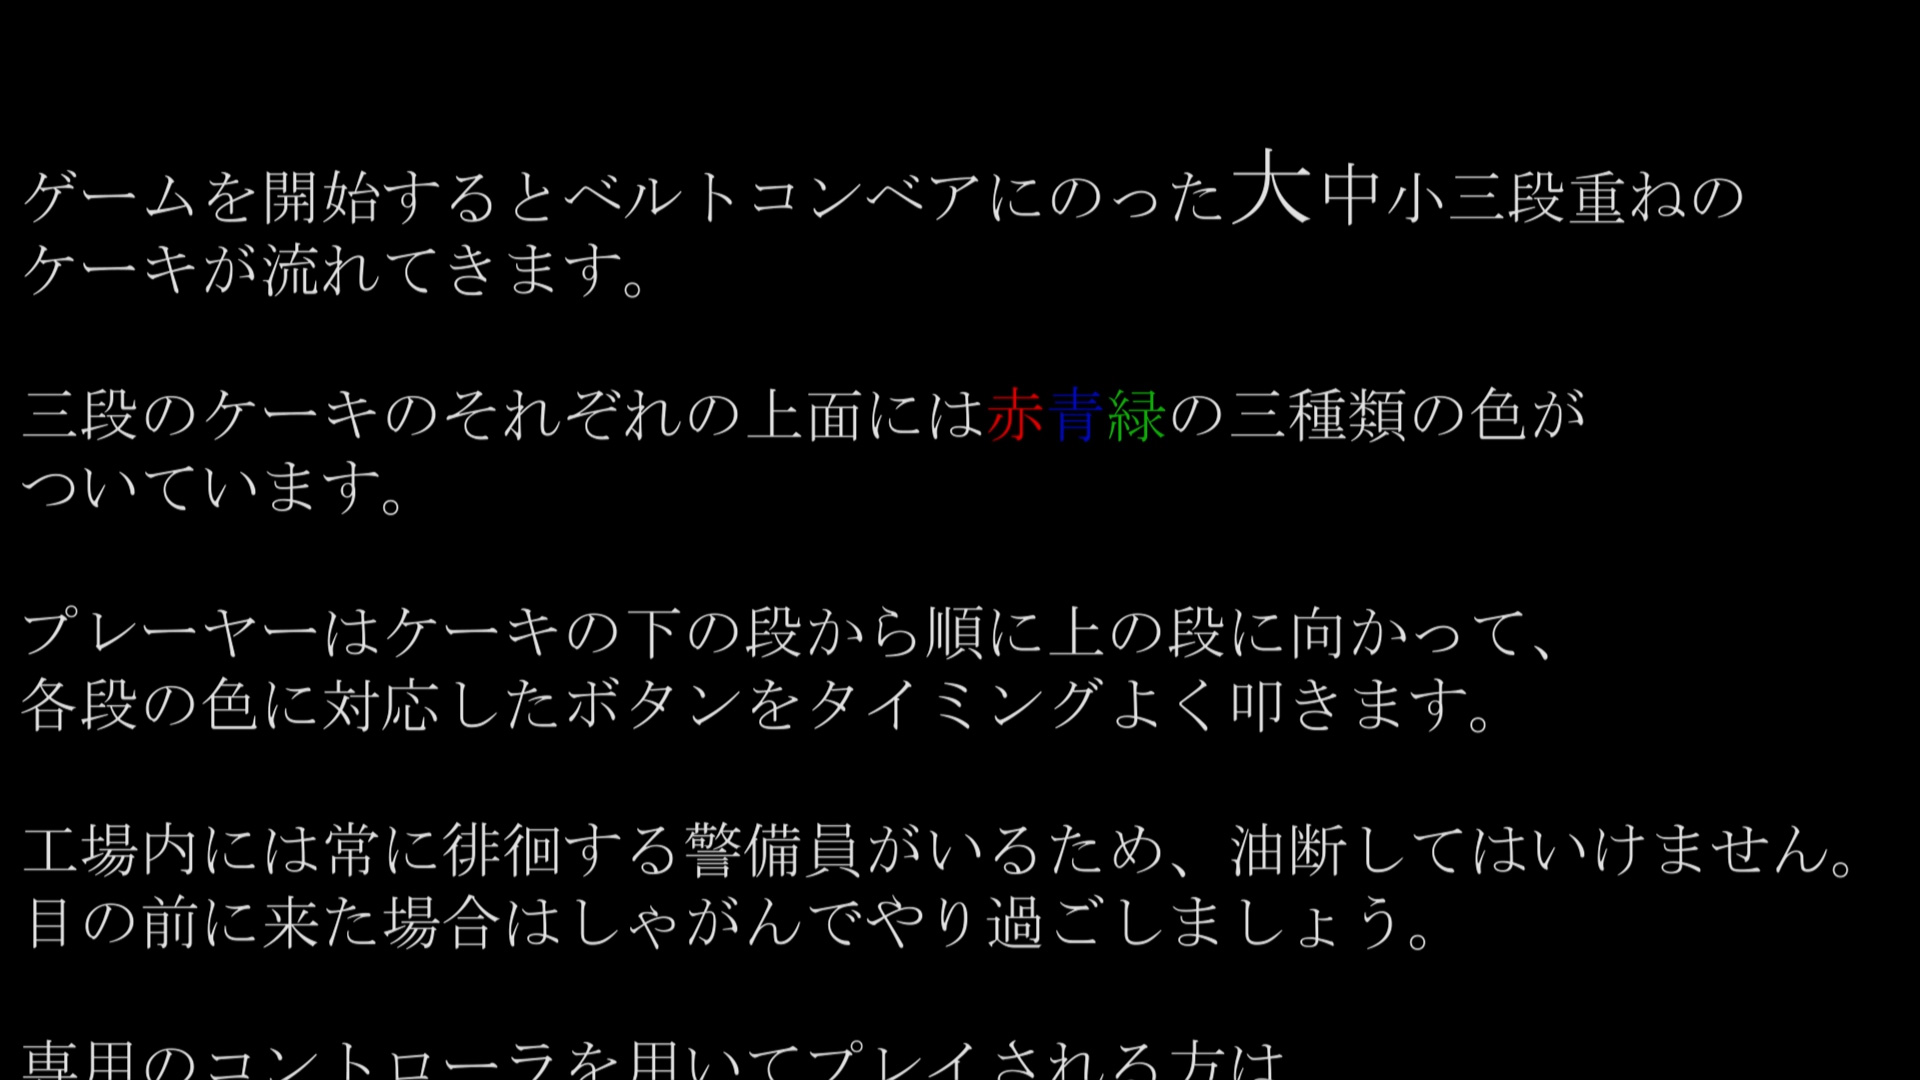 ゲームを開始するとベルトコンベアにのった大中小三段重ねの
ケーキが流れてきます。
三段のケーキのそれぞれの上面には赤青緑の三種類の色が
ついています。
プレーヤーはケーキの下の段から順に上の段に向かって、
各段の色に対応したボタンをタイミングよく叩きます。
工場内には常に徘徊する警備員がいるため、油断してはいけません。
目の前に来た場合はしゃがんでやり過ごしましょう。
専用のコントローラを用いてプレイされる方は